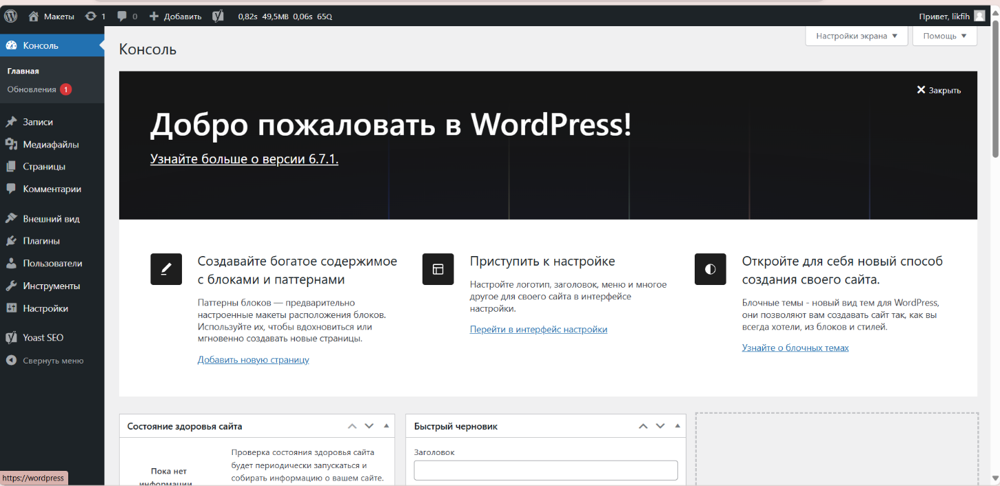 Макеты 1 0 Добавить 0,82s 49,5MB 0,06s 65Q Привет, likfih
Консоль
Главная
Обновления 1
Записи
Медиафайлы
Страницы
Комментарии
Внешний вид
Плагины
Пользователи
Инструменты
Настройки
Yoast SEO
Свернуть меню
Настройки экрана Помощь
Консоль
Закрыть
Добро пожаловать в WordPress!
Узнайте больше о версии 6.7.1.
Создавайте богатое содержимое
с блоками и паттернами
Паттерны блоков — предварительно
настроенные макеты расположения блоков.
Используйте их, чтобы вдохновиться или
мгновенно создавать новые страницы.
Добавить новую страницу
Приступить к настройке
Настройте логотип, заголовок, меню и многое
другое для своего сайта в интерфейсе
настройки.
Перейти в интерфейс настройки
Откройте для себя новый способ
создания своего сайта.
Блочные темы - новый вид тем для WordPress,
они позволяют вам создавать сайт так, как вы
всегда хотели, из блоков и стилей.
Узнайте о блочных темах
Состояние здоровья сайта
Пока нет
информации
Проверка состояния здоровья сайта
будет периодически запускаться и
собирать информацию о вашем сайте.
Быстрый черновик
Заголовок
https://wordpress